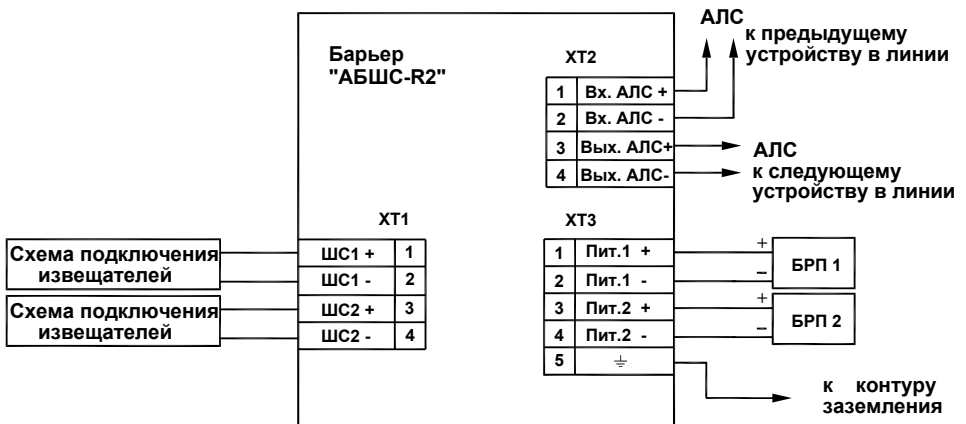 АЛС
к предыдущему
устройству в линии
Барьер
"АБШС-R2"
XT2
1 Вх. АЛС +
2 Вх. АЛС -
3 Вых. АЛС+
4 Вых. АЛС-
АЛС
к следующему
устройству в линии
XT1
Схема подключения
извещателей
ШС1 + 1
ШС1 - 2
Схема подключения
извещателей
ШС2 + 3
ШС2 - 4
XT3
1 Пит.1 +
2 Пит.1 -
3 Пит.2 +
4 Пит.2 -
5 ⏚
+
–
БРП 1
+
–
БРП 2
к контуру
заземления